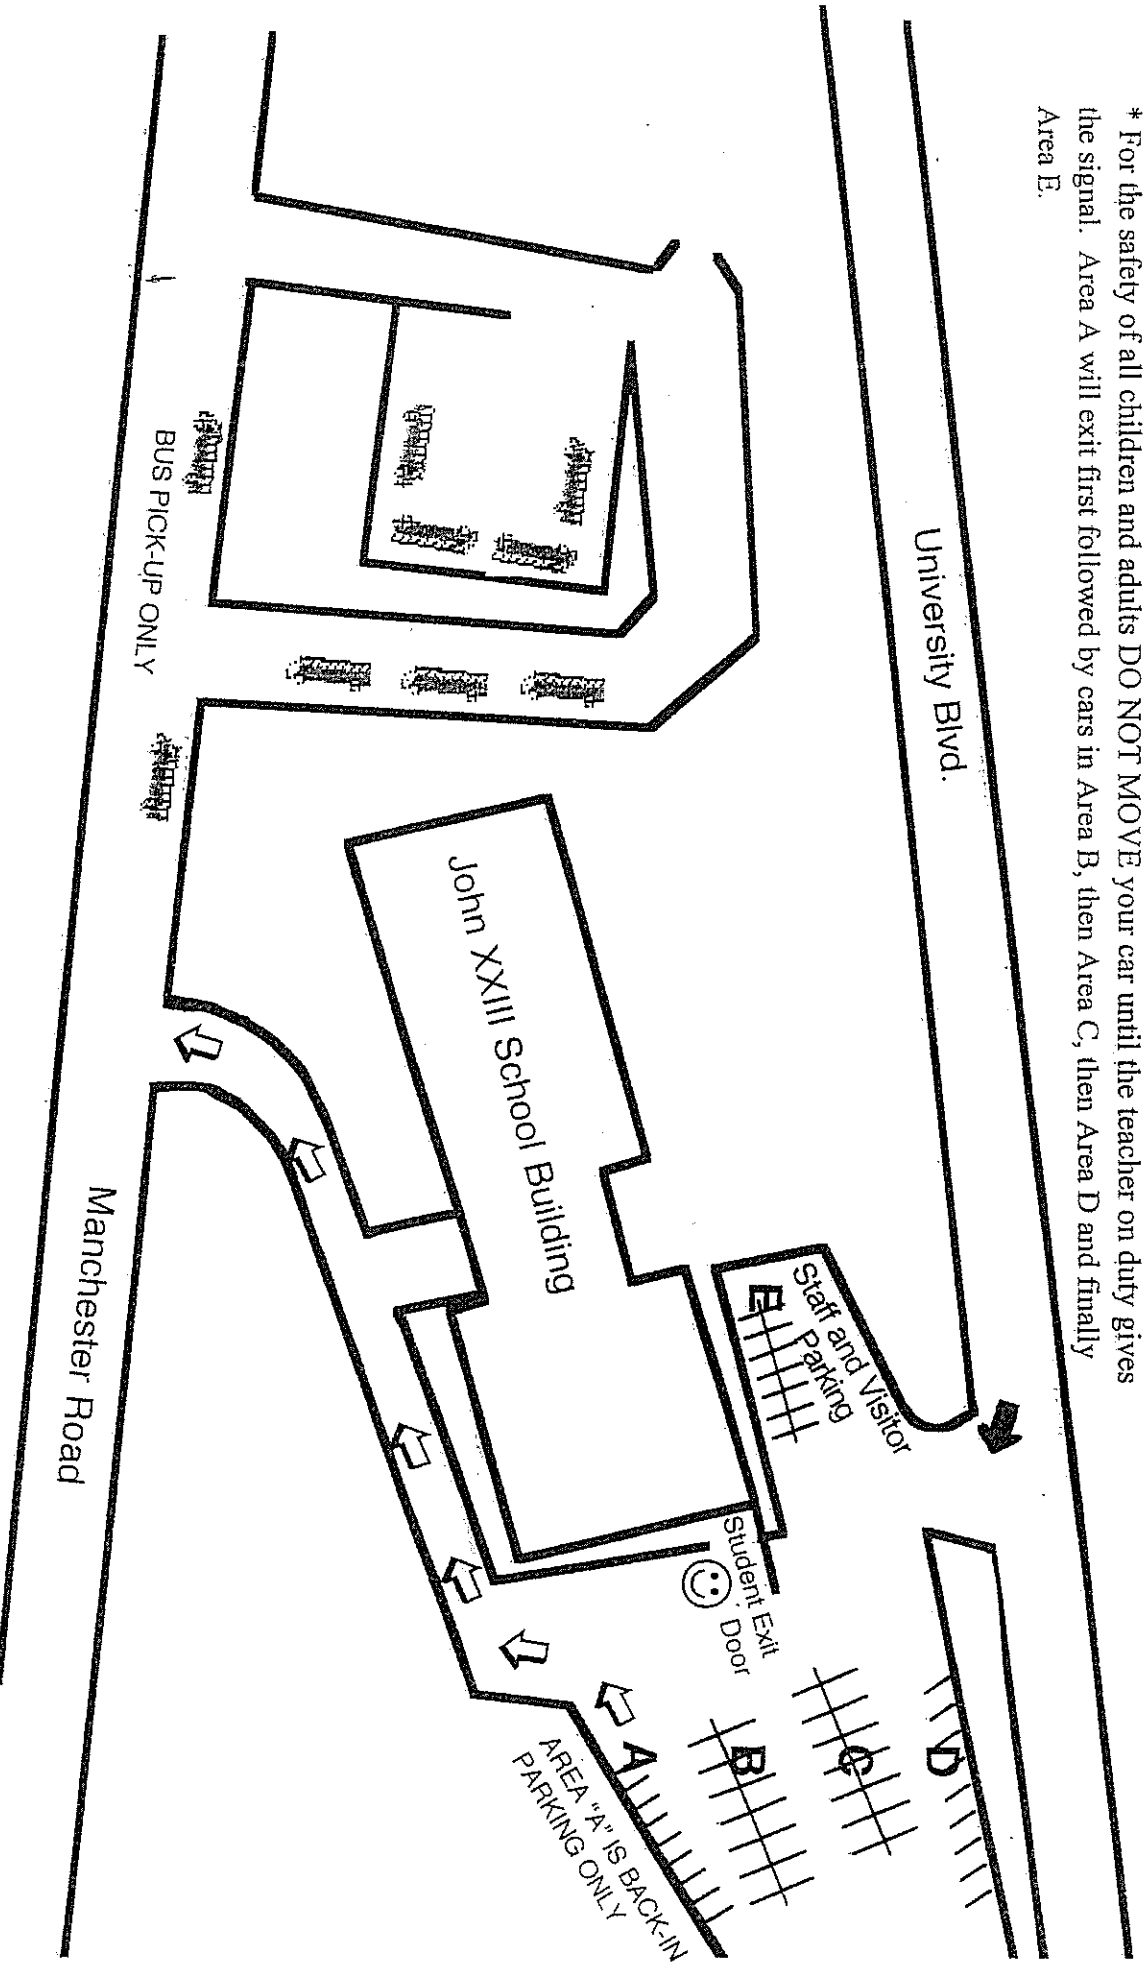 * For the safety of all children and adults DO NOT MOVE your car until the teacher on duty gives
the signal. Area A will exit first followed by cars in Area B, then Area C, then Area D and finally
Area E.
University Blvd.
Staff and Visitor
Parking
E
D
C
B
A
Student Exit
Door
AREA "A" IS BACK-IN
PARKING ONLY
John XXIII School Building
BUS PICK-UP ONLY
Manchester Road